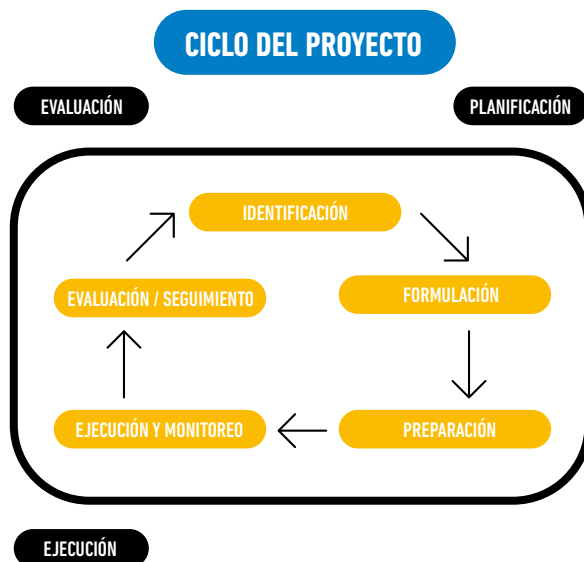 CICLO DEL PROYECTO
EVALUACIÓN
PLANIFICACIÓN
IDENTIFICACIÓN
EVALUACIÓN / SEGUIMIENTO
FORMULACIÓN
EJECUCIÓN Y MONITOREO
PREPARACIÓN
EJECUCIÓN